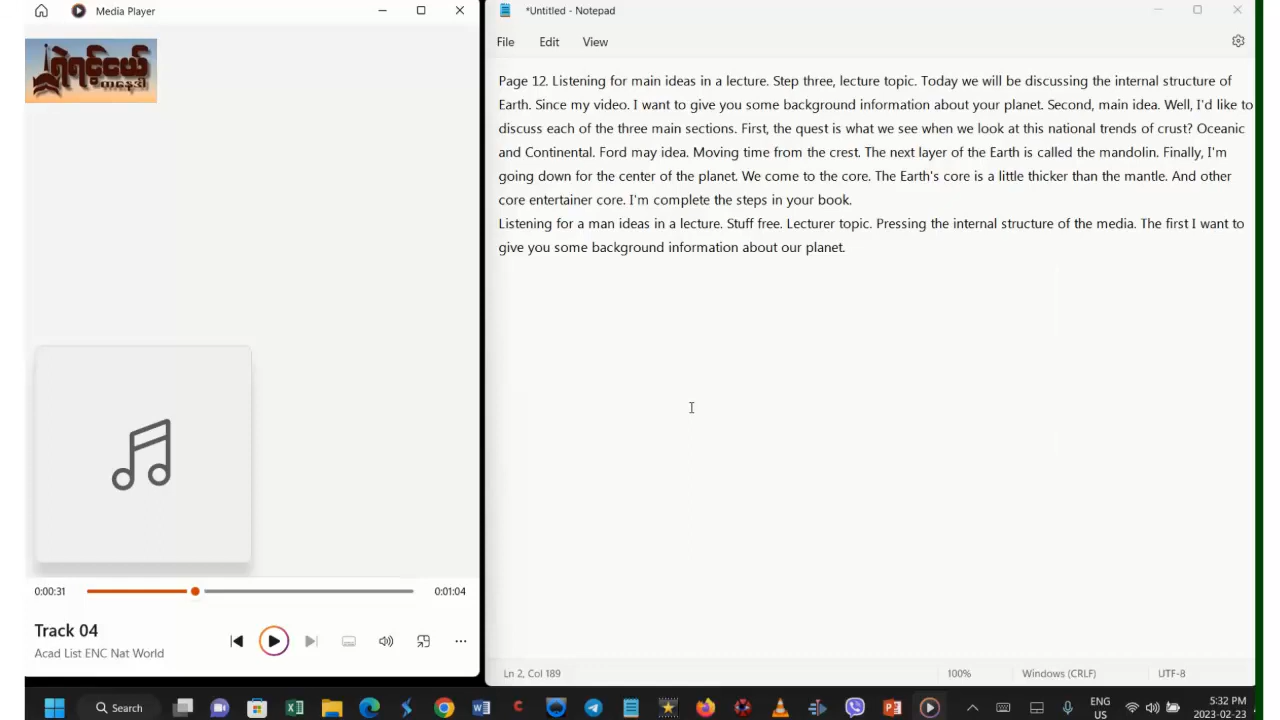 Media Player
ရဲရင့်ငယ်
ကနေဒါ
0:00:31
0:01:04
Track 04
Acad List ENC Nat World
*Untitled - Notepad
File Edit View
Page 12. Listening for main ideas in a lecture. Step three, lecture topic. Today we will be discussing the internal structure of
Earth. Since my video. I want to give you some background information about your planet. Second, main idea. Well, I'd like to
discuss each of the three main sections. First, the quest is what we see when we look at this national trends of crust? Oceanic
and Continental. Ford may idea. Moving time from the crest. The next layer of the Earth is called the mandolin. Finally, I'm
going down for the center of the planet. We come to the core. The Earth's core is a little thicker than the mantle. And other
core entertainer core. I'm complete the steps in your book.
Listening for a man ideas in a lecture. Stuff free. Lecturer topic. Pressing the internal structure of the media. The first I want to
give you some background information about our planet.
Ln 2, Col 189
100%
Windows (CRLF)
UTF-8
Search
ENG
US
5:32 PM
2023-02-23